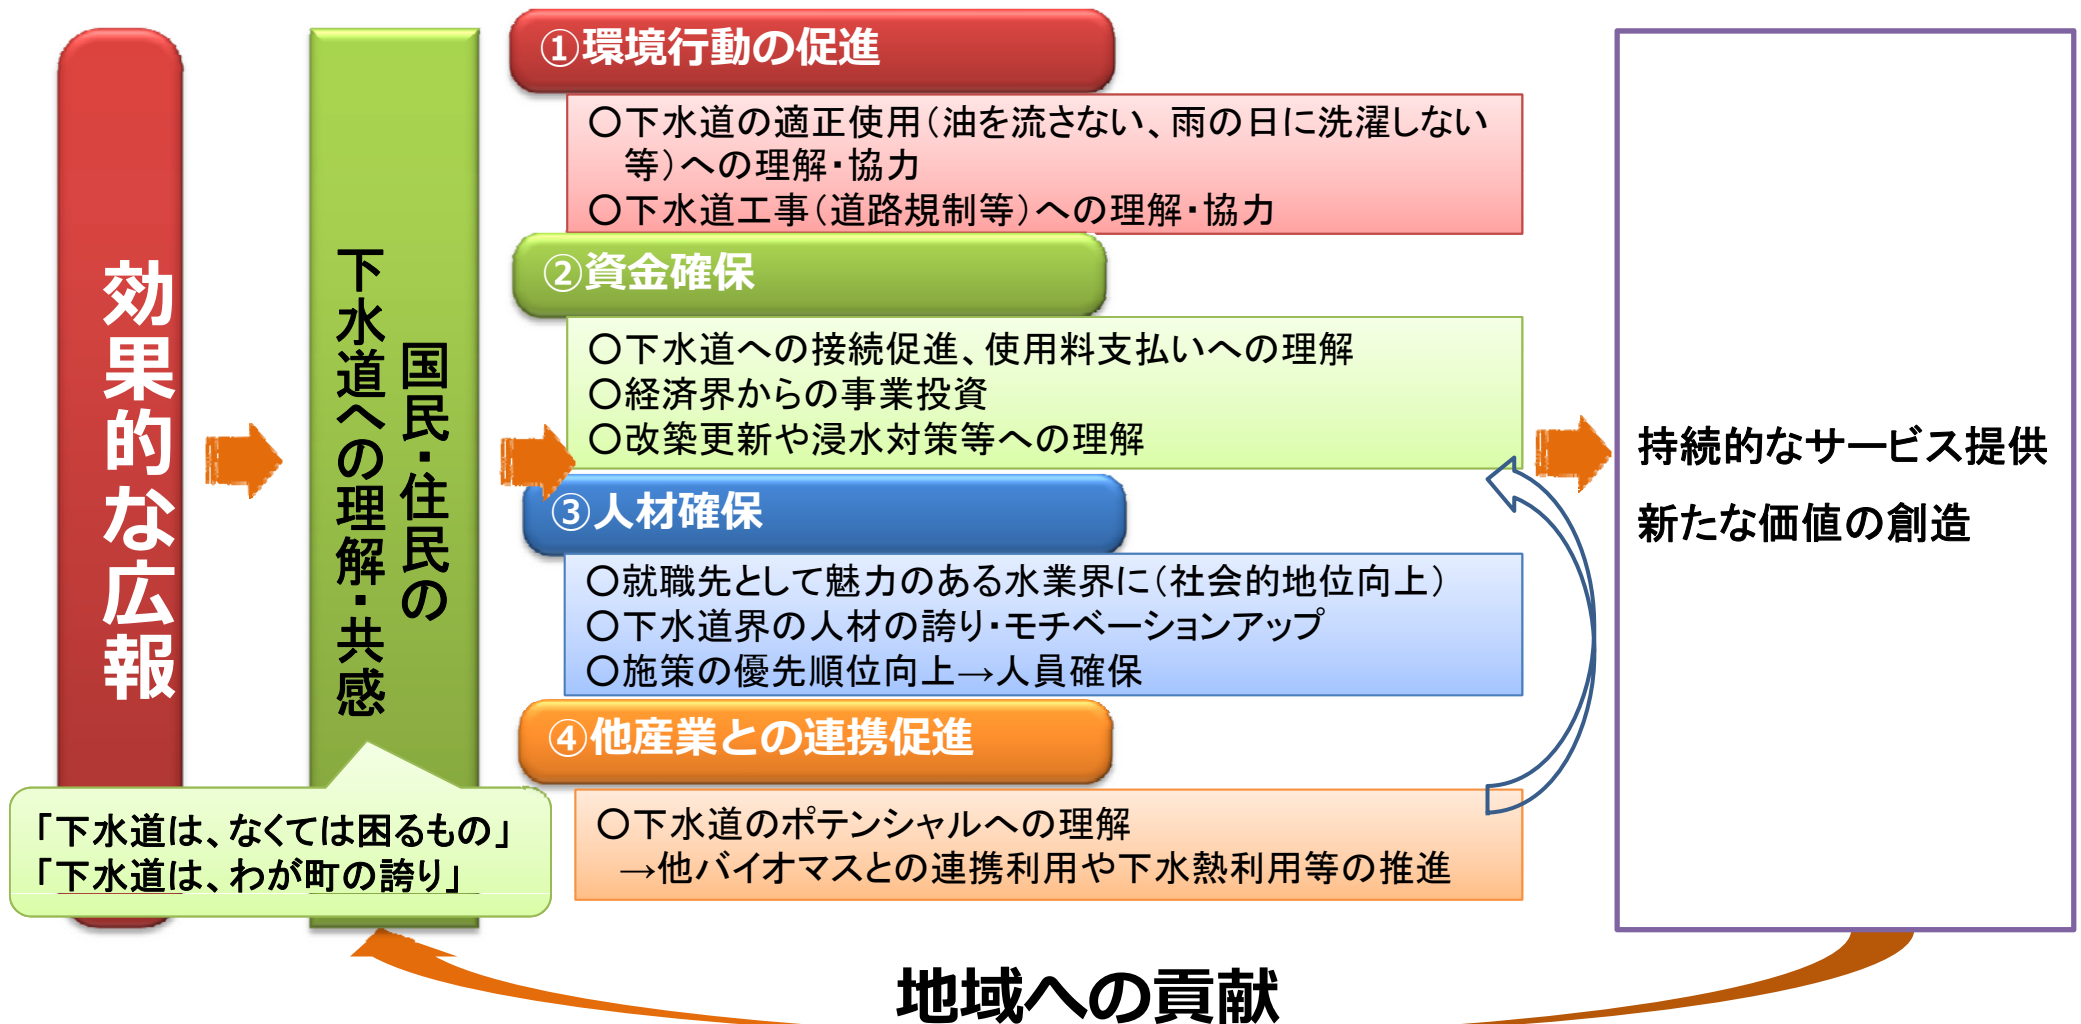 効果的な広報
国民・住民の
下水道への理解・共感
「下水道は、なくては困るもの」
「下水道は、わが町の誇り」
①環境行動の促進
〇下水道の適正使用(油を流さない、雨の日に洗濯しない
等)への理解・協力
〇下水道工事(道路規制等)への理解・協力
②資金確保
〇下水道への接続促進、使用料支払いへの理解
〇経済界からの事業投資
〇改築更新や浸水対策等への理解
③人材確保
〇就職先として魅力のある水業界に(社会的地位向上)
〇下水道界の人材の誇り・モチベーションアップ
〇施策の優先順位向上→人員確保
④他産業との連携促進
〇下水道のポテンシャルへの理解
→他バイオマスとの連携利用や下水熱利用等の推進
持続的なサービス提供
新たな価値の創造
地域への貢献